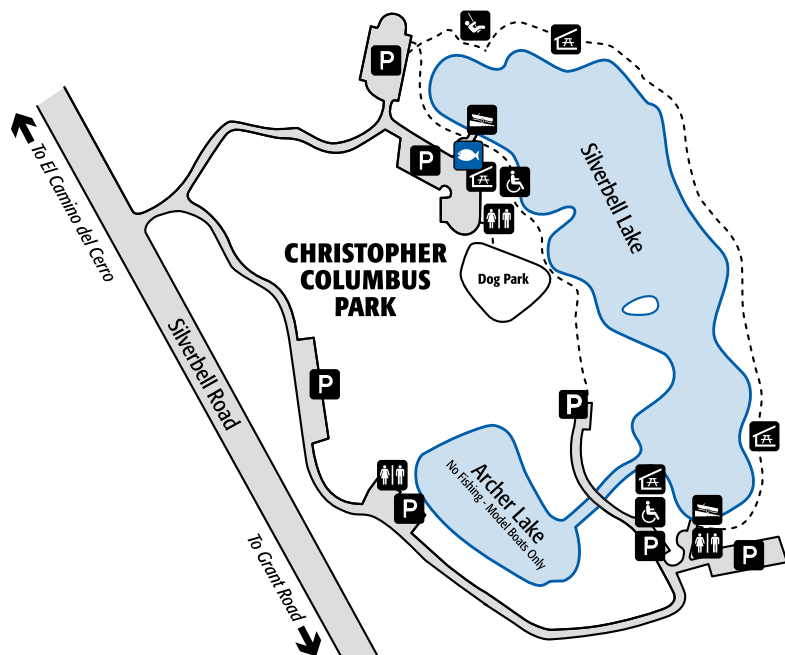 P
P
To El Camino del Cerro
Silverbell Lake
CHRISTOPHER
COLUMBUS
PARK
Dog Park
Silverbell Road
P
P
Archer Lake
No Fishing - Model Boats Only
P
P
P
To Grant Road